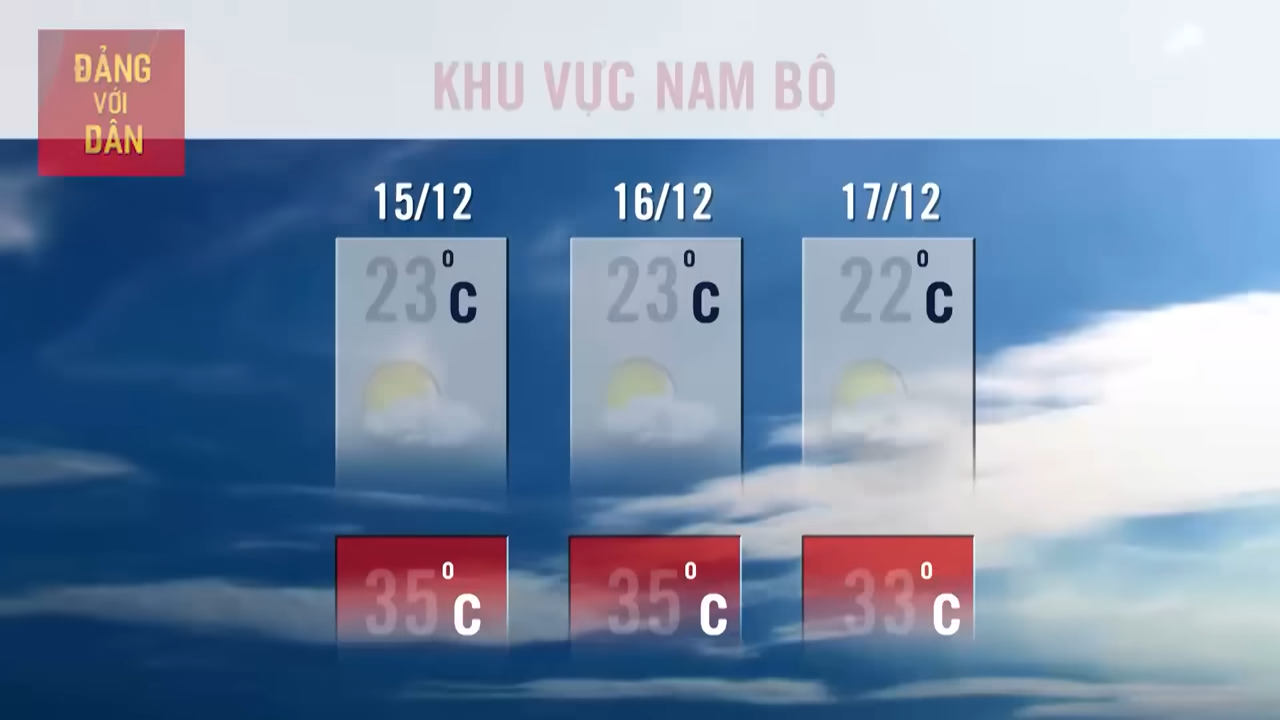 ĐẢNG
VỚI
DÂN
KHU VỰC NAM BỘ
15/12 16/12 17/12
23°C 23°C 22°C
35°C 35°C 33°C